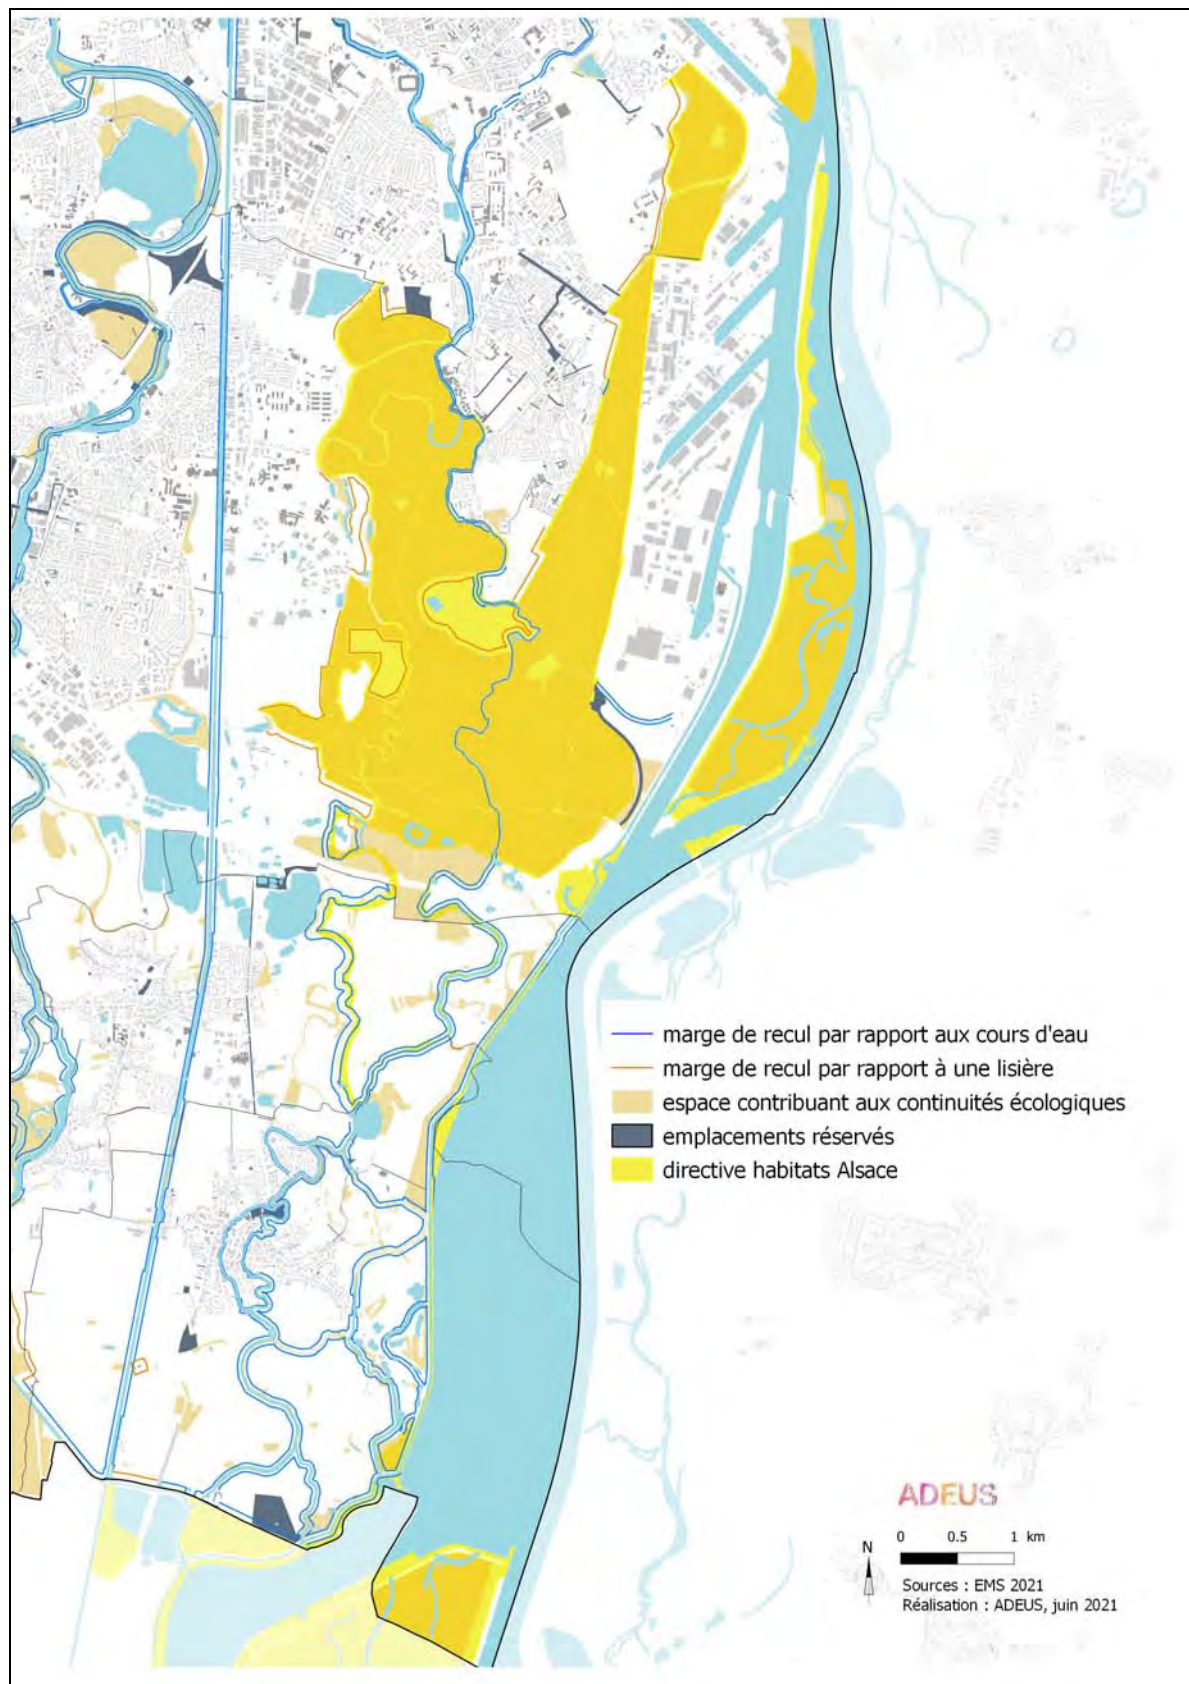 marge de recul par rapport aux cours d'eau
marge de recul par rapport à une lisière
espace contribuant aux continuités écologiques
emplacements réservés
directive habitats Alsace
ADEUS
N
0 0.5 1 km
Sources : EMS 2021
Réalisation : ADEUS, juin 2021